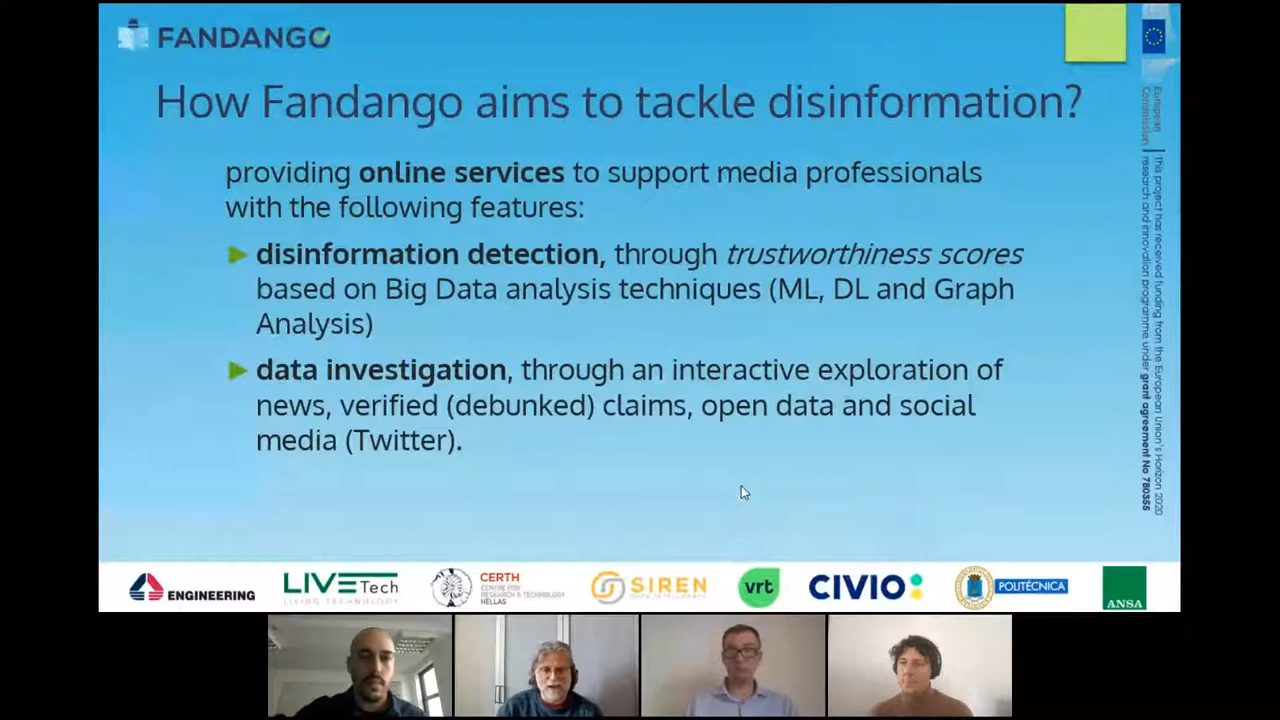 FANDANGO
How Fandango aims to tackle disinformation?
providing online services to support media professionals
with the following features:
disinformation detection, through trustworthiness scores
based on Big Data analysis techniques (ML, DL and Graph
Analysis)
data investigation, through an interactive exploration of
news, verified (debunked) claims, open data and social
media (Twitter).
European
Commission
This project has received funding from the European Union's Horizon 2020
research and innovation programme under grant agreement No 780355
ENGINEERING
LIVETech
LIVING TECHNOLOGY
CERTH
CENTRE FOR
RESEARCH & TECHNOLOGY
HELLAS
SIREN
vrt
CIVIO
POLITÉCNICA
ANSA